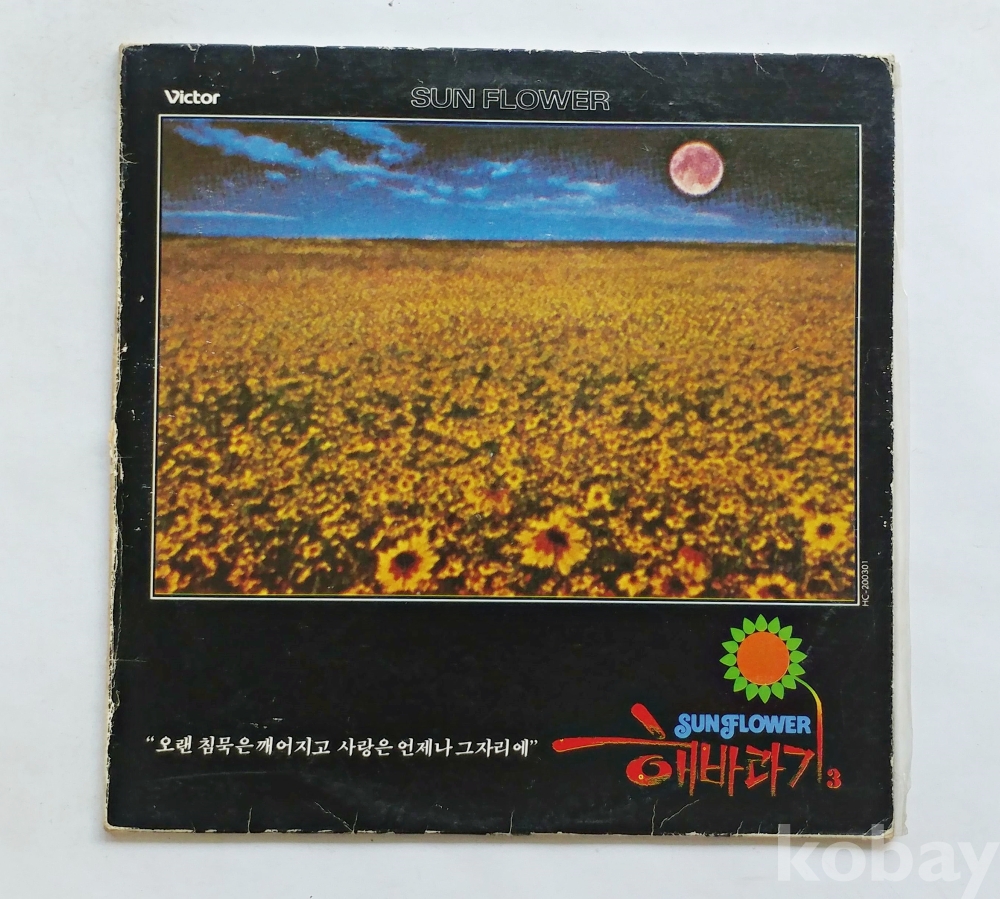 Victor
SUN FLOWER
HC-200301
SUNFLOWER
"오랜 침묵은 깨어지고 사랑은 언제나 그자리에"
해바라기 3
kobay